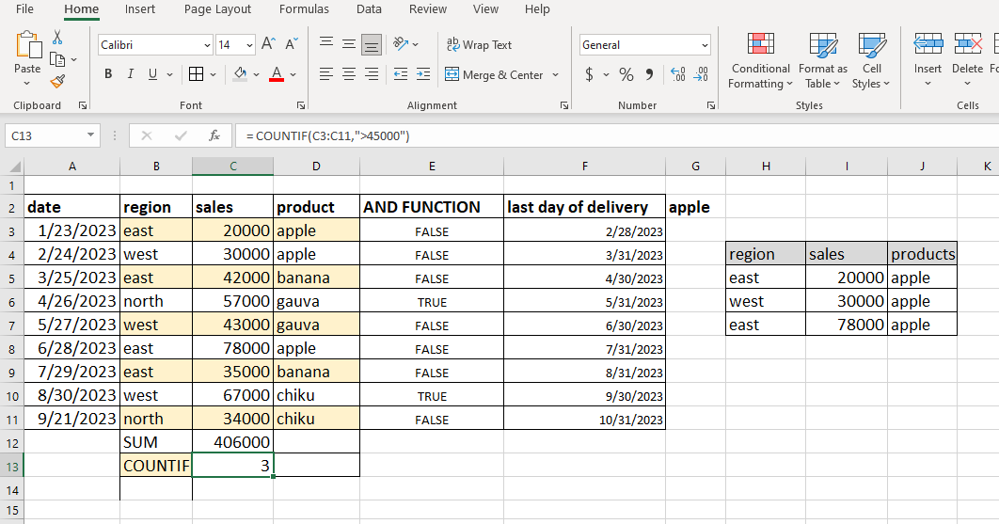 File Home Insert Page Layout Formulas Data Review View Help
Paste
Calibri 14 A A
B I U A
ab c Wrap Text
Merge & Center
General
$ % 9 ←.0 .00 .00 →.0
Conditional Formatting
Format as Table
Cell Styles
Insert Delete
Clipboard Font Alignment Number Styles Cells
C13 fx =COUNTIF(C3:C11,">45000")
A B C D E F G H I J K
1
2 date region sales product AND FUNCTION last day of delivery apple
3 1/23/2023 east 20000 apple FALSE 2/28/2023
4 2/24/2023 west 30000 apple FALSE 3/31/2023 region sales products
5 3/25/2023 east 42000 banana FALSE 4/30/2023 east 20000 apple
6 4/26/2023 north 57000 gauva TRUE 5/31/2023 west 30000 apple
7 5/27/2023 west 43000 gauva FALSE 6/30/2023 east 78000 apple
8 6/28/2023 east 78000 apple FALSE 7/31/2023
9 7/29/2023 east 35000 banana FALSE 8/31/2023
10 8/30/2023 west 67000 chiku TRUE 9/30/2023
11 9/21/2023 north 34000 chiku FALSE 10/31/2023
12 SUM 406000
13 COUNTIF 3
14
15